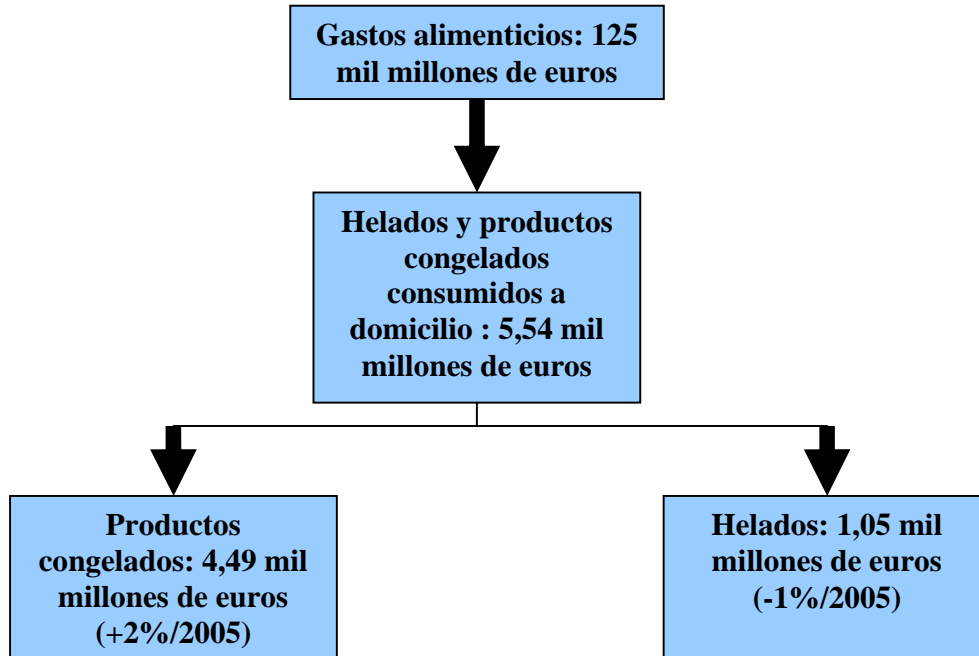 Gastos alimenticios: 125
mil millones de euros
Helados y productos
congelados
consumidos a
domicilio : 5,54 mil
millones de euros
Productos
congelados: 4,49 mil
millones de euros
(+2%/2005)
Helados: 1,05 mil
millones de euros
(-1%/2005)